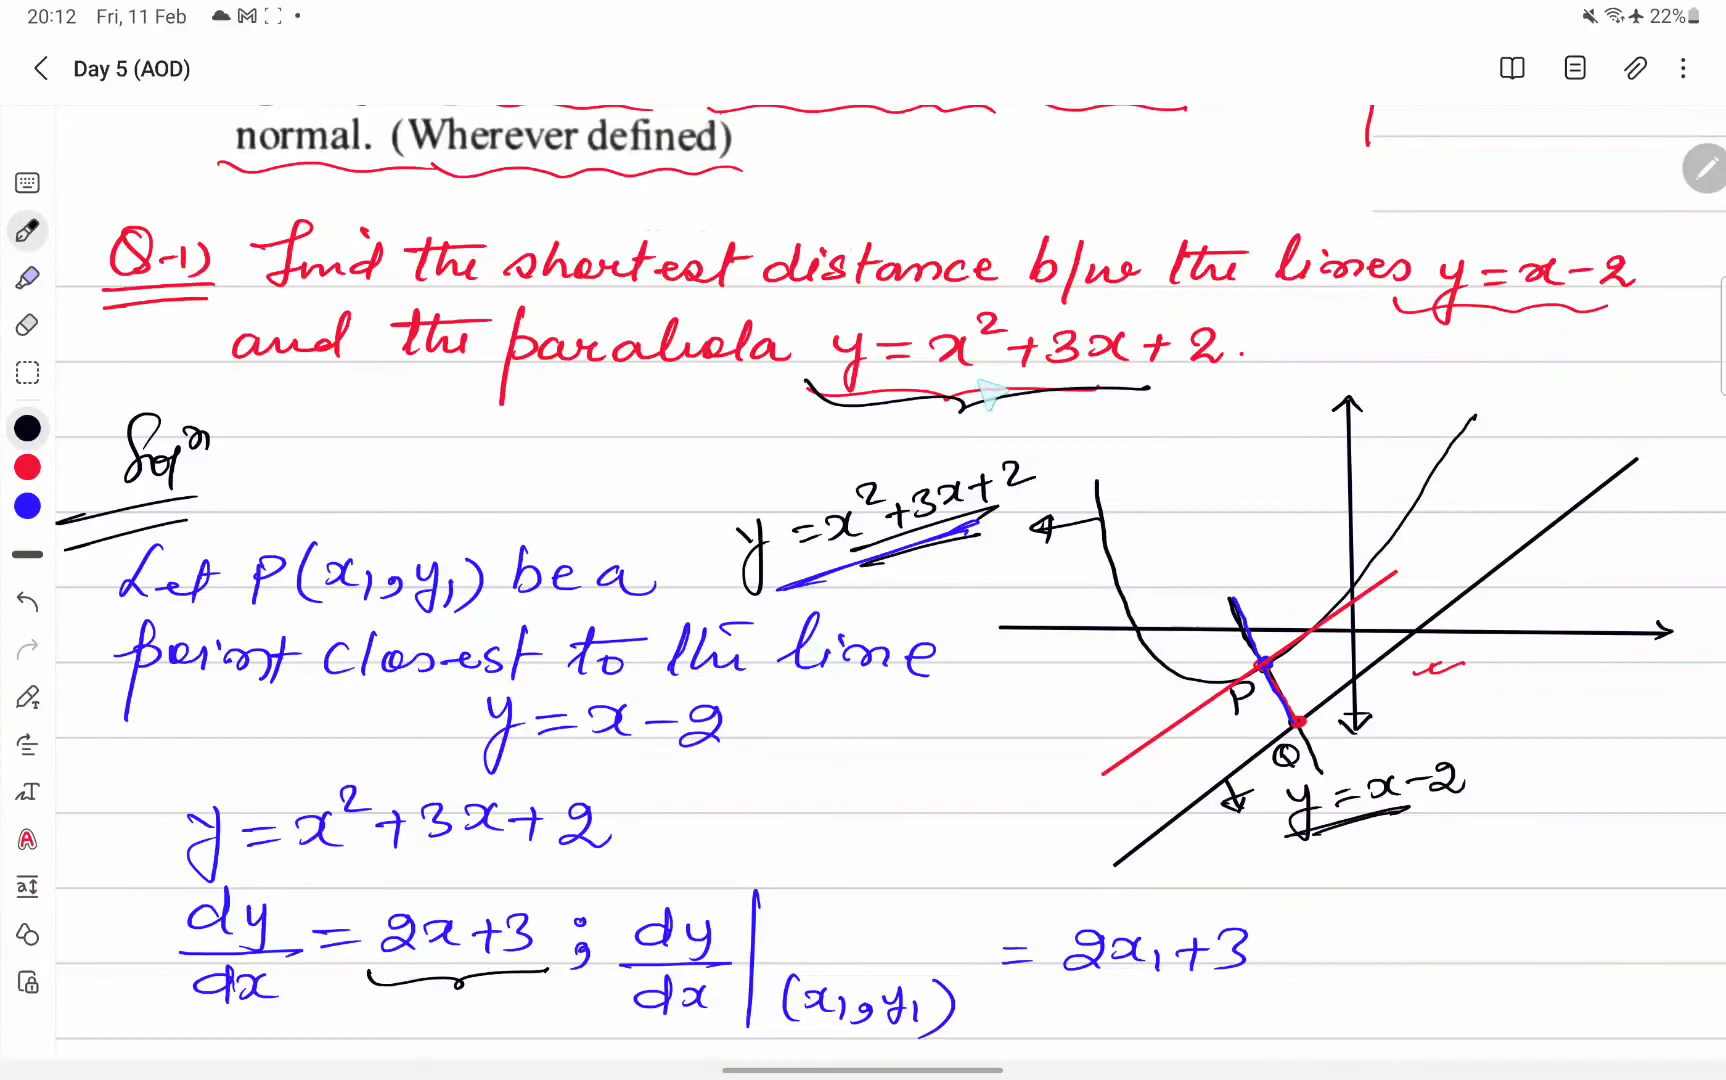 20:12 Fri, 11 Feb
22%
Day 5 (AOD)
normal. (Wherever defined)
Q-1) Find the shortest distance b/w the lines y=x-2
and the parabola y=x²+3x+2.
Solⁿ
y=x²+3x+2
Let P(x₁,y₁) be a
point closest to the line
y=x-2
P
Q
y=x-2
y=x²+3x+2
dy/dx = 2x+3 ; dy/dx |(x₁,y₁) = 2x₁+3